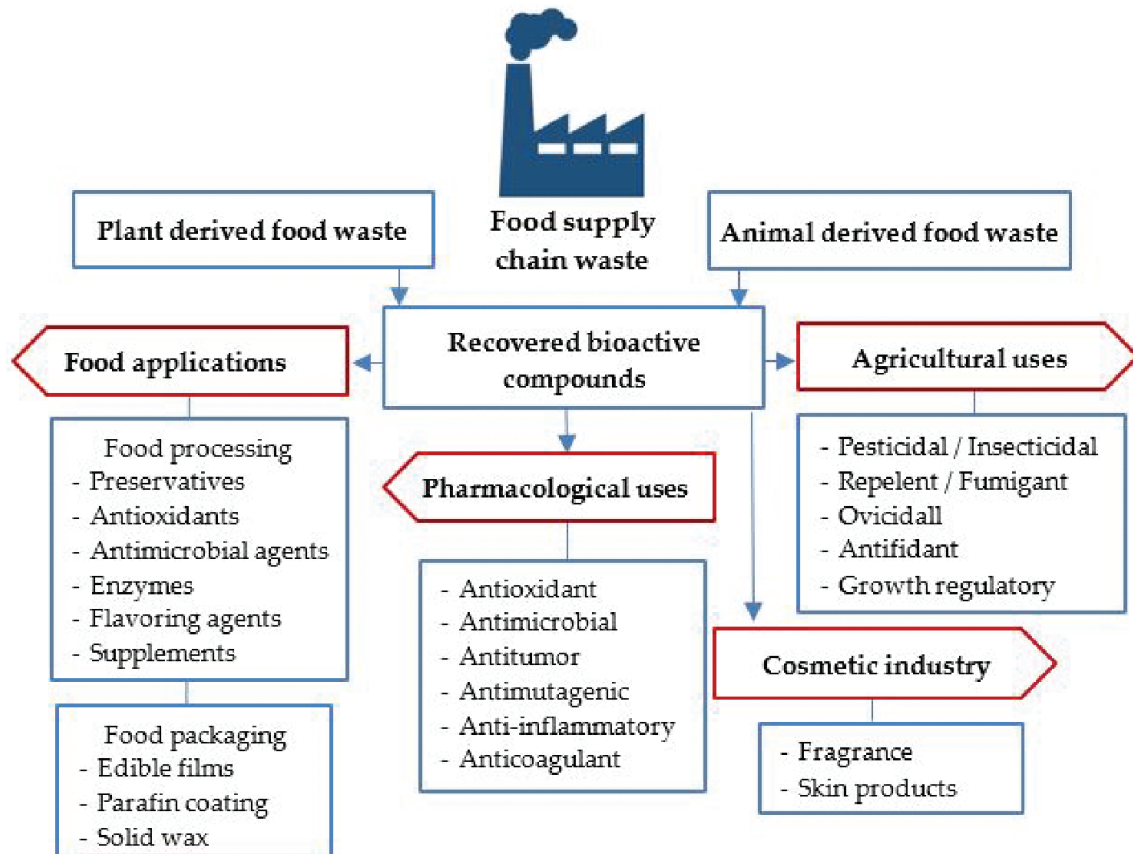 Plant derived food waste
Food supply
chain waste
Animal derived food waste
Recovered bioactive
compounds
Food applications
Agricultural uses
Food processing
- Preservatives
- Antioxidants
- Antimicrobial agents
- Enzymes
- Flavoring agents
- Supplements
Pharmacological uses
- Pesticidal / Insecticidal
- Repelent / Fumigant
- Ovicidall
- Antifidant
- Growth regulatory
- Antioxidant
- Antimicrobial
- Antitumor
- Antimutagenic
- Anti-inflammatory
- Anticoagulant
Cosmetic industry
- Fragrance
- Skin products
Food packaging
- Edible films
- Parafin coating
- Solid wax